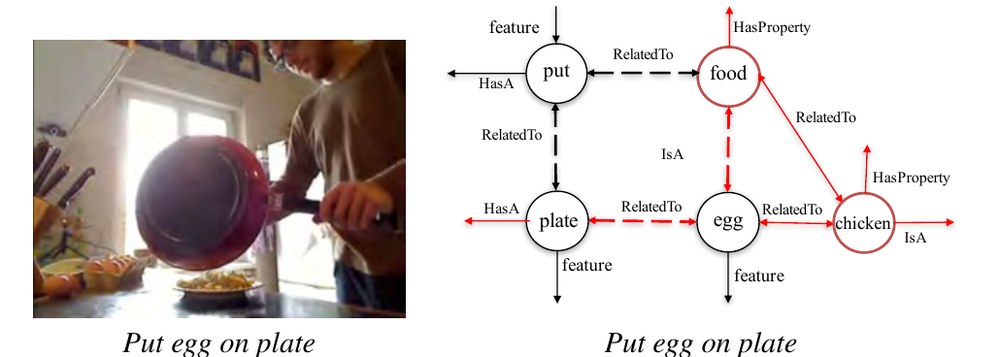 feature
HasProperty
RelatedTo
put
food
HasA
RelatedTo
RelatedTo
IsA
HasProperty
HasA
RelatedTo
RelatedTo
plate
egg
chicken
IsA
feature
feature
Put egg on plate
Put egg on plate